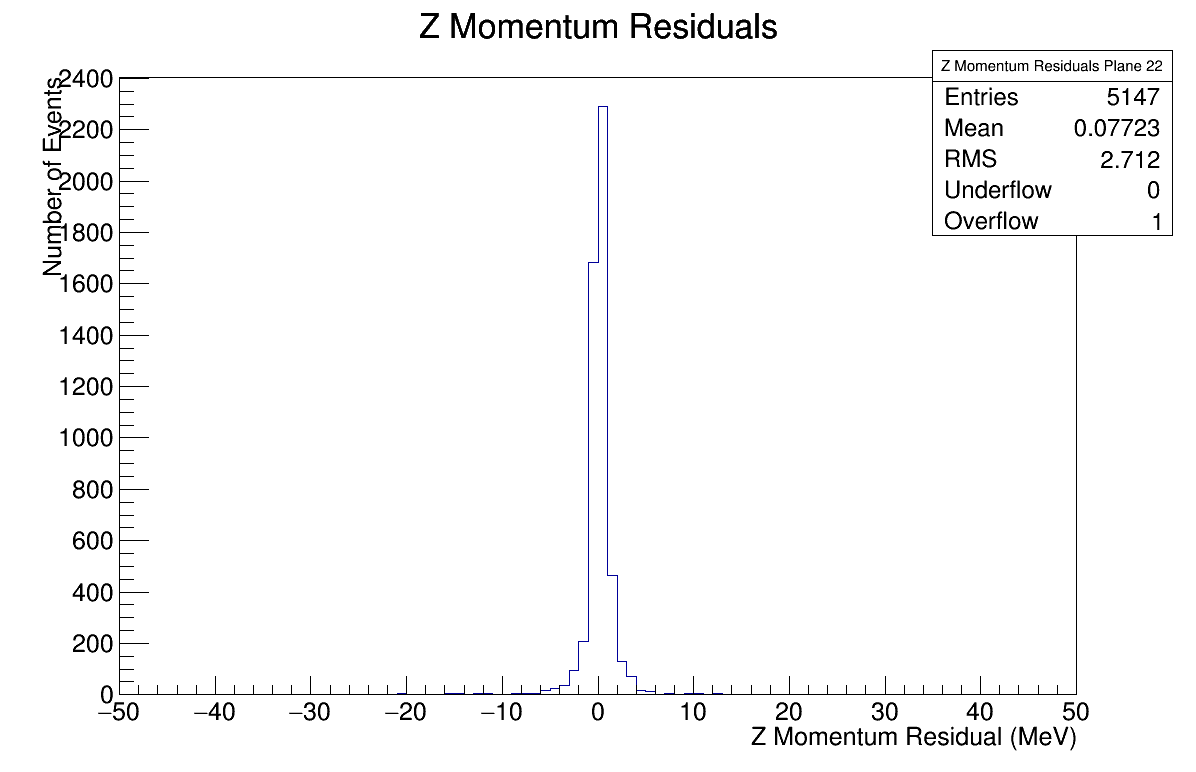 Z Momentum Residuals
Z Momentum Residuals Plane 22
Entries 5147
Mean 0.07723
RMS 2.712
Underflow 0
Overflow 1
Number of Events
2400
2200
2000
1800
1600
1400
1200
1000
800
600
400
200
0
−50 −40 −30 −20 −10 0 10 20 30 40 50
Z Momentum Residual (MeV)